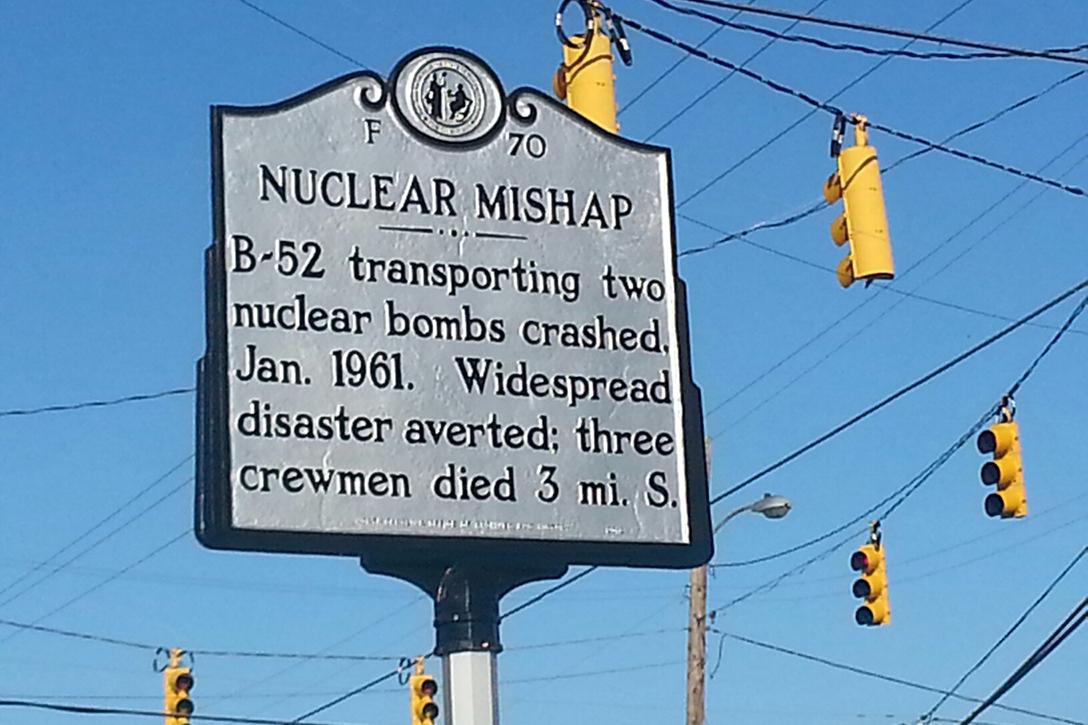 F 70
NUCLEAR MISHAP
B-52 transporting two
nuclear bombs crashed,
Jan. 1961. Widespread
disaster averted; three
crewmen died 3 mi. S.